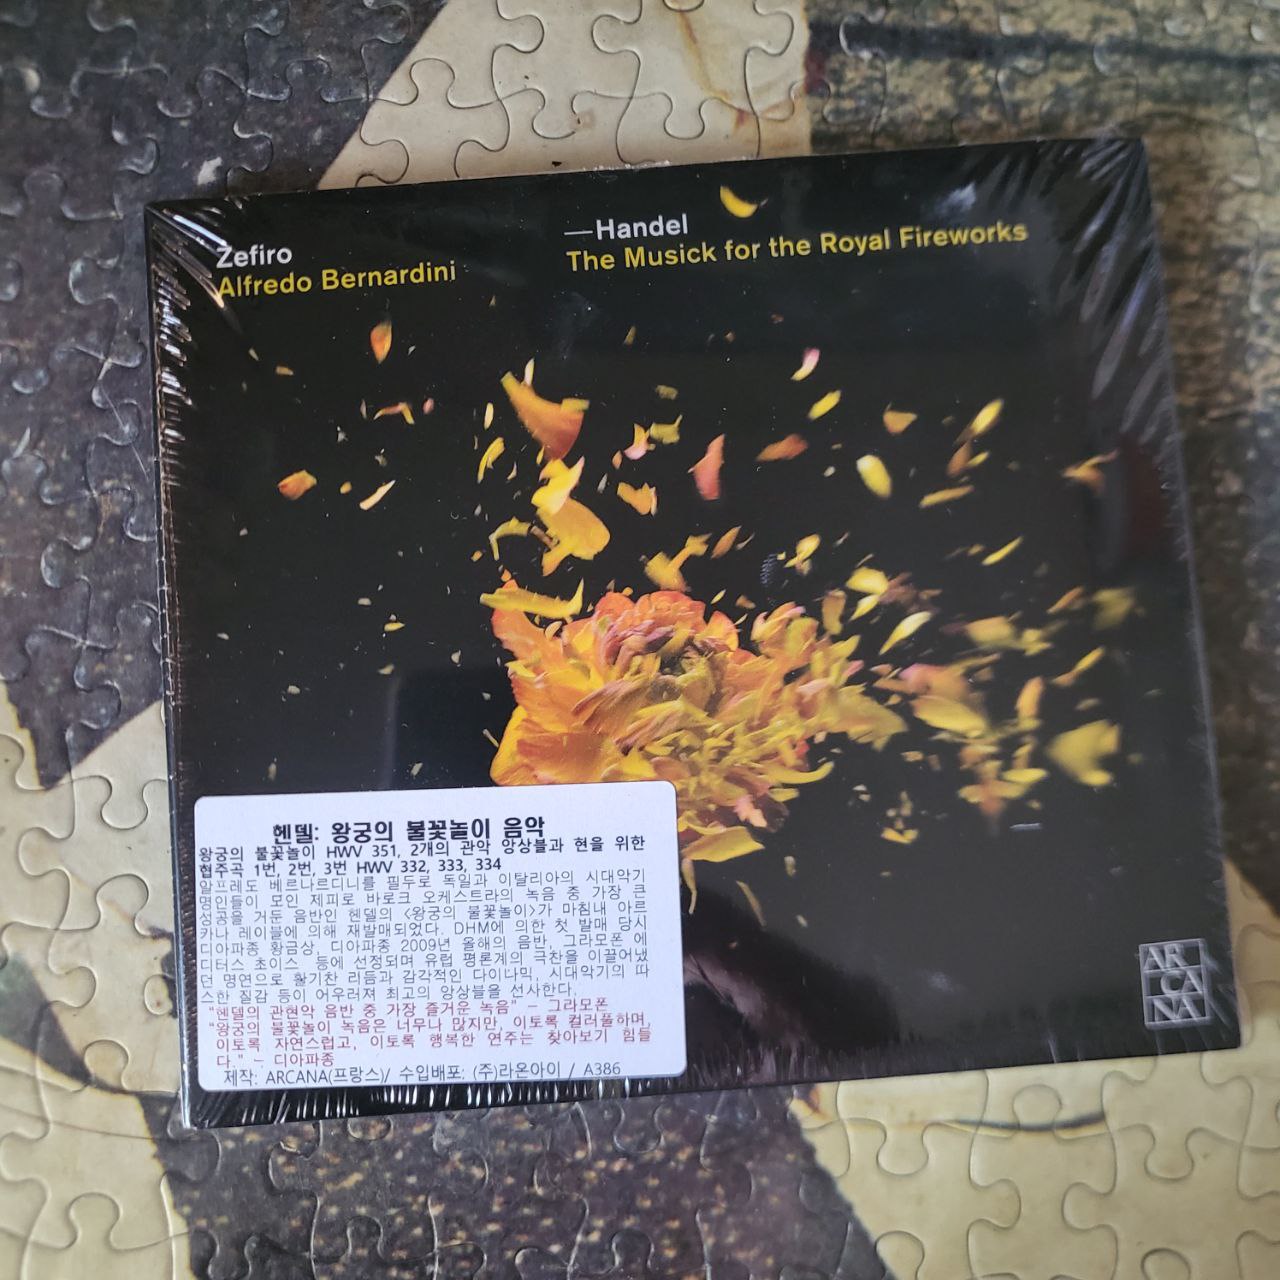 Zefiro
Alfredo Bernardini
—Handel
The Musick for the Royal Fireworks
헨델: 왕궁의 불꽃놀이 음악
왕궁의 불꽃놀이 HWV 351, 2개의 관악 앙상블과 현을 위한
협주곡 1번, 2번, 3번 HWV 332, 333, 334
알프레도 베르나르디니를 필두로 독일과 이탈리아의 시대악기
명인들이 모인 제피로 바로크 오케스트라의 녹음 중 가장 큰
성공을 거둔 음반인 헨델의 <왕궁의 불꽃놀이>가 마침내 아르
카나 레이블에 의해 재발매되었다. DHM에 의한 첫 발매 당시
디아파종 황금상, 디아파종 2009년 올해의 음반, 그라모폰 에
디터스 초이스 등에 선정되며 유럽 평론계의 극찬을 이끌어냈
던 명연으로 활기찬 리듬과 감각적인 다이나믹, 시대악기의 따
스한 질감 등이 어우러져 최고의 앙상블을 선사한다.
"헨델의 관현악 음반 중 가장 즐거운 녹음" – 그라모폰
"왕궁의 불꽃놀이 녹음은 너무나 많지만, 이토록 컬러풀하며,
이토록 자연스럽고, 이토록 행복한 연주는 찾아보기 힘들
다." – 디아파종
제작: ARCANA(프랑스)/ 수입배포: (주)라온아이 / A386
AR
CA
NA